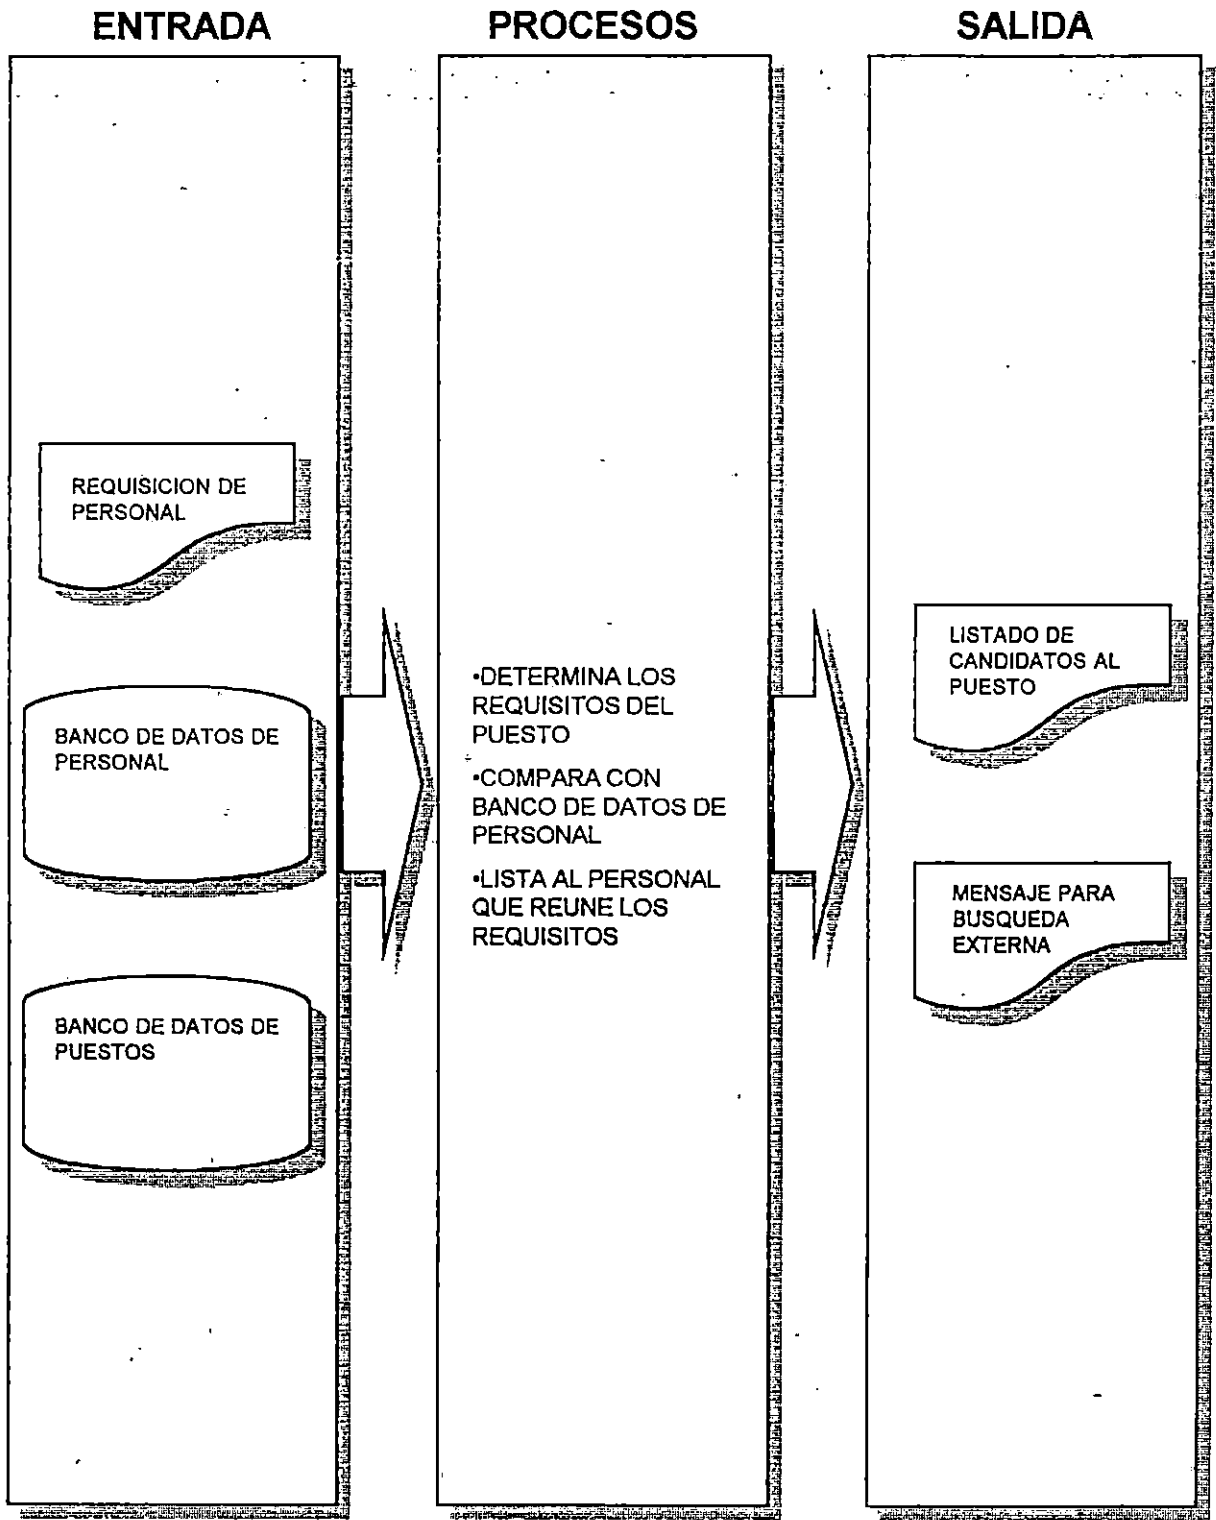 ENTRADA
PROCESOS
SALIDA
REQUISICION DE
PERSONAL
BANCO DE DATOS DE
PERSONAL
BANCO DE DATOS DE
PUESTOS
•DETERMINA LOS
REQUISITOS DEL
PUESTO
•COMPARA CON
BANCO DE DATOS DE
PERSONAL
•LISTA AL PERSONAL
QUE REUNE LOS
REQUISITOS
LISTADO DE
CANDIDATOS AL
PUESTO
MENSAJE PARA
BUSQUEDA
EXTERNA